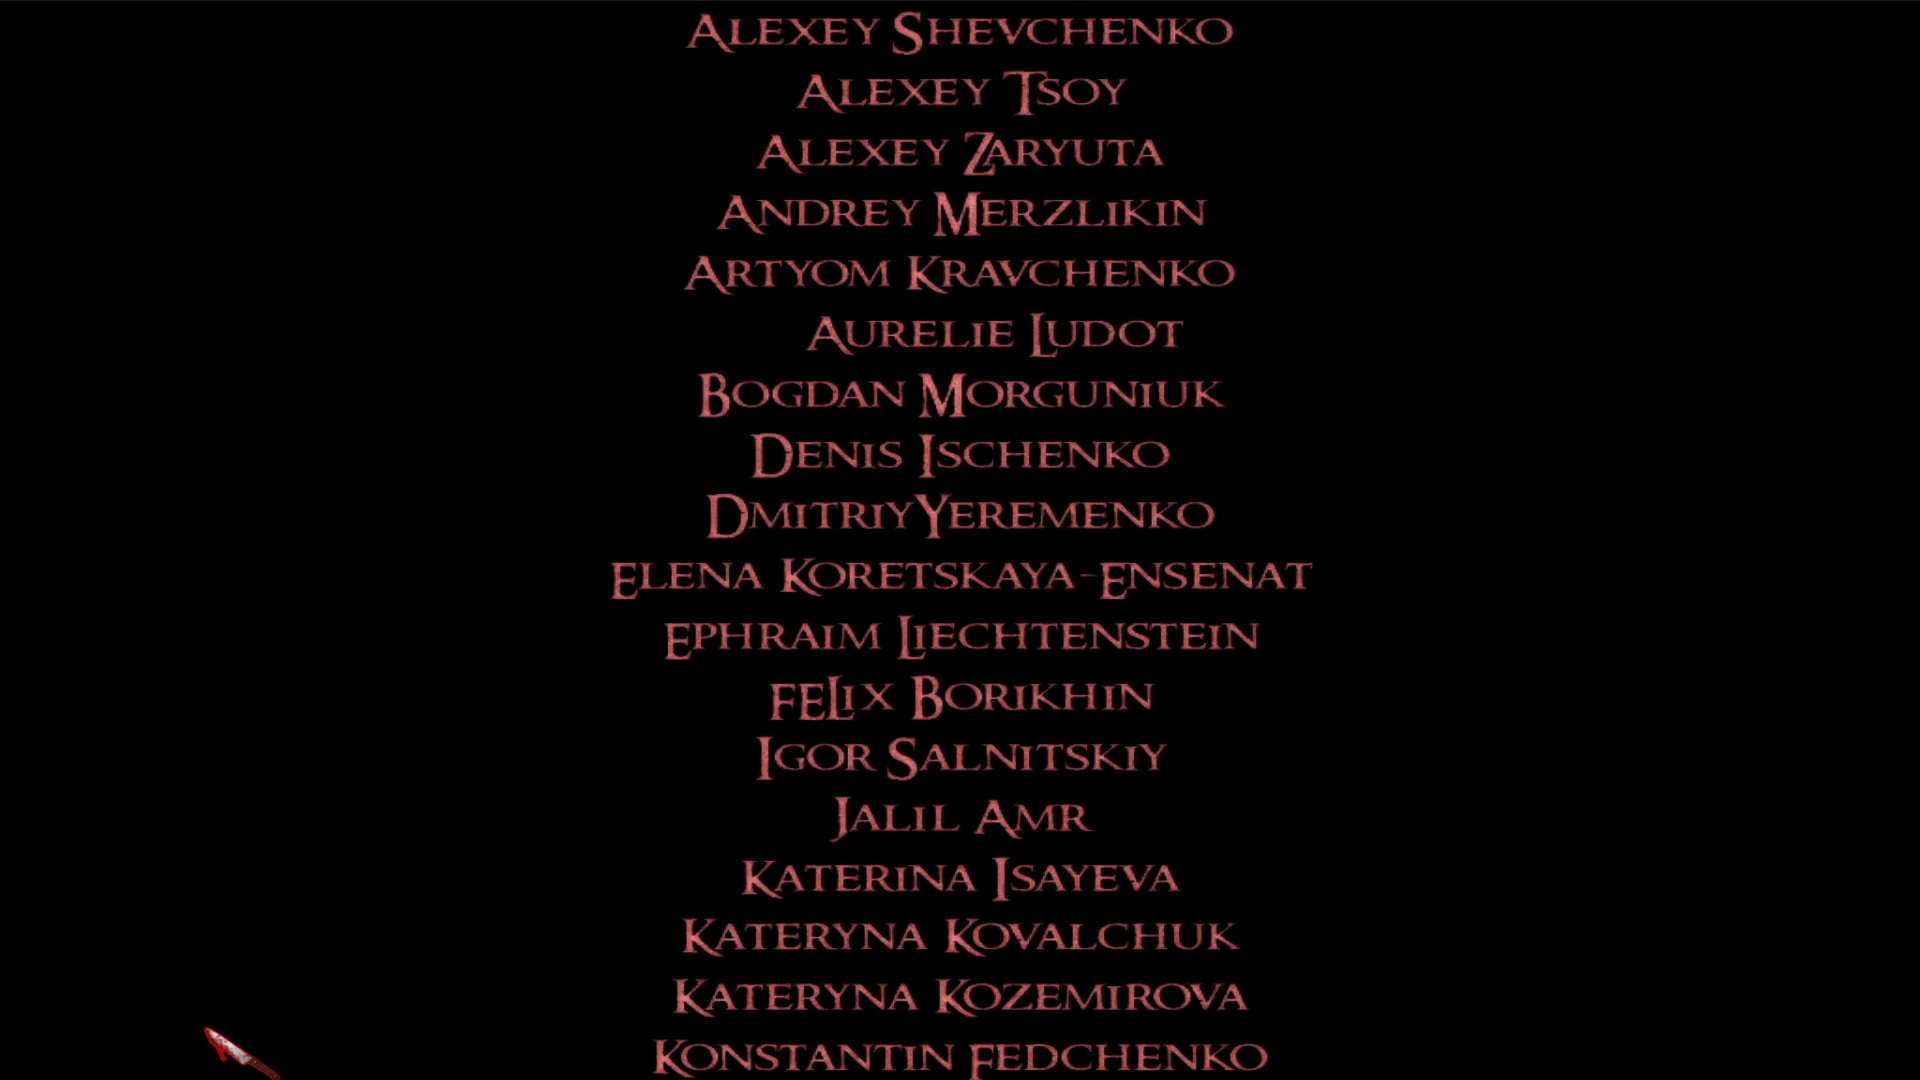 Alexey Shevchenko
Alexey Tsoy
Alexey Zaryuta
Andrey Merzlikin
Artyom Kravchenko
Aurelie Ludot
Bogdan Morguniuk
Denis Ischenko
Dmitriy Yeremenko
Elena Koretskaya-Ensenat
Ephraim Liechtenstein
FELix Borikhin
Igor Salnitskiy
Jalil Amr
Katerina Isayeva
Kateryna Kovalchuk
Kateryna Kozemirova
Konstantin Fedchenko